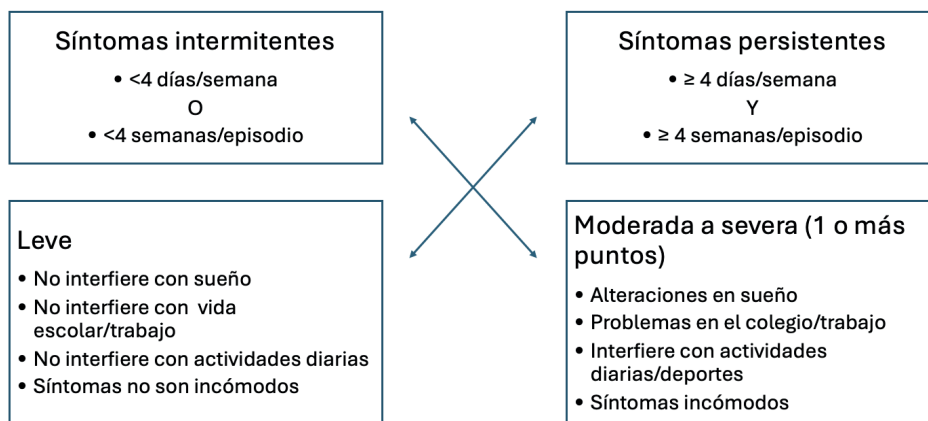 Síntomas intermitentes
• <4 días/semana
O
• <4 semanas/episodio
Síntomas persistentes
• ≥ 4 días/semana
Y
• ≥ 4 semanas/episodio
Leve
• No interfiere con sueño
• No interfiere con vida
escolar/trabajo
• No interfiere con actividades diarias
• Síntomas no son incómodos
Moderada a severa (1 o más
puntos)
• Alteraciones en sueño
• Problemas en el colegio/trabajo
• Interfiere con actividades
diarias/deportes
• Síntomas incómodos